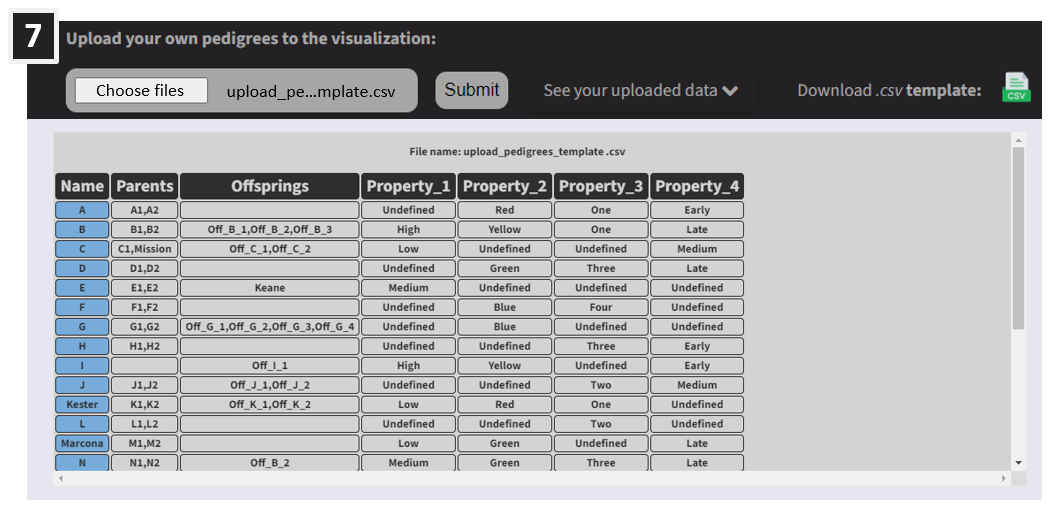 7
Upload your own pedigrees to the visualization:
Choose files upload_pe...mplate.csv Submit See your uploaded data Download .csv template: CSV
File name: upload_pedigrees_template .csv
Name Parents Offsprings Property_1 Property_2 Property_3 Property_4
A A1,A2 Undefined Red One Early
B B1,B2 Off_B_1,Off_B_2,Off_B_3 High Yellow One Late
C C1,Mission Off_C_1,Off_C_2 Low Undefined Undefined Medium
D D1,D2 Undefined Green Three Late
E E1,E2 Keane Medium Undefined Undefined Undefined
F F1,F2 Undefined Blue Four Undefined
G G1,G2 Off_G_1,Off_G_2,Off_G_3,Off_G_4 Undefined Blue Undefined Undefined
H H1,H2 Undefined Undefined Three Early
I Off_I_1 High Yellow Undefined Early
J J1,J2 Off_J_1,Off_J_2 Undefined Undefined Two Medium
Kester K1,K2 Off_K_1,Off_K_2 Low Red One Undefined
L L1,L2 Undefined Undefined Two Undefined
Marcona M1,M2 Low Green Undefined Late
N N1,N2 Off_B_2 Medium Green Three Late